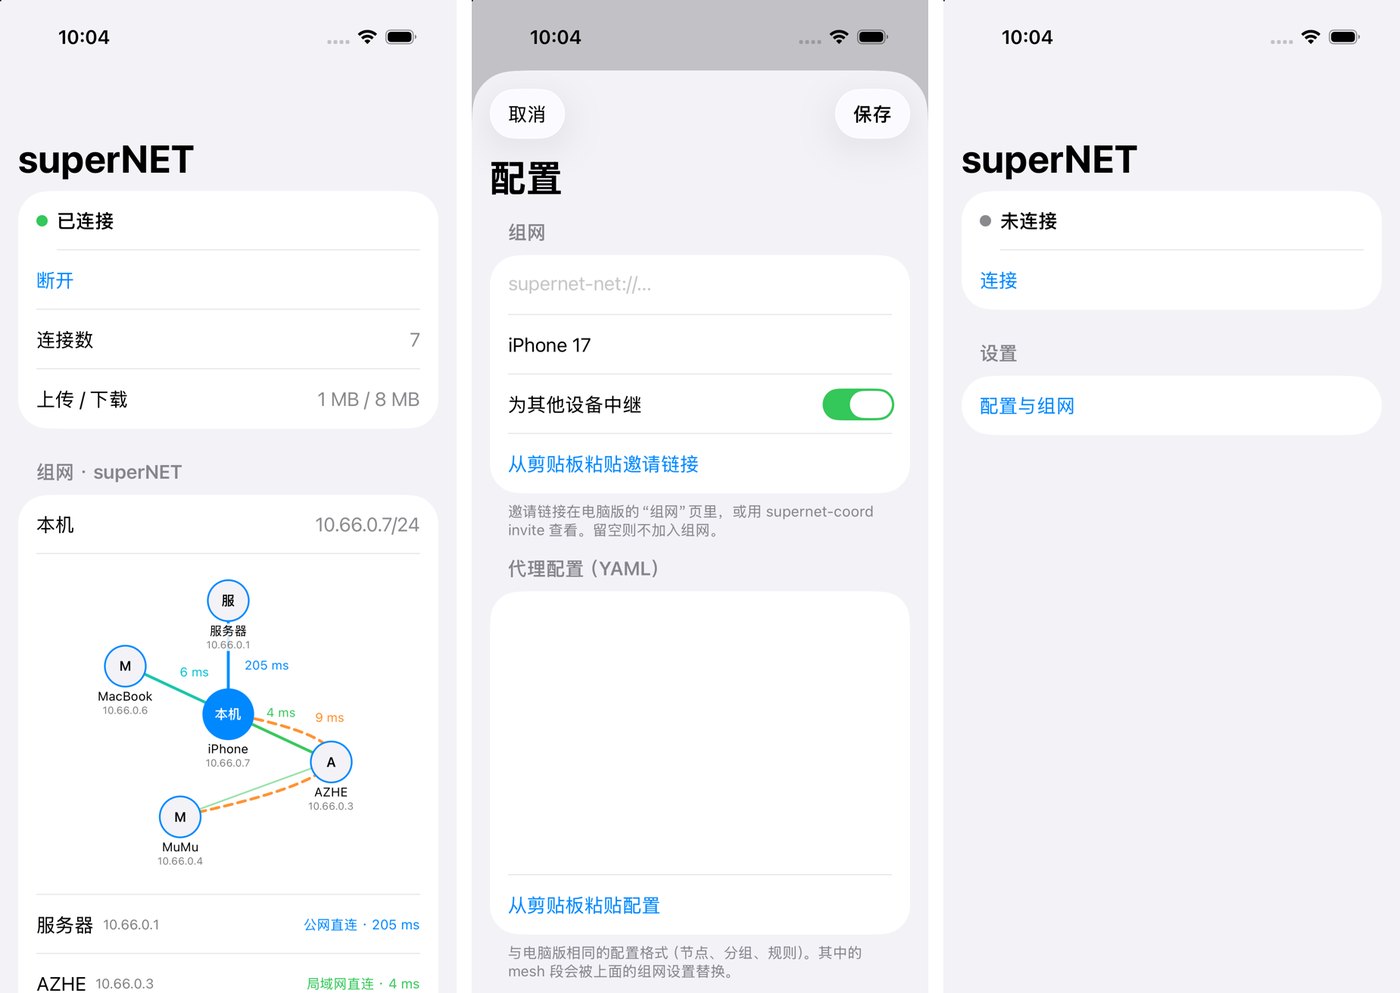 10:04
superNET
已连接
断开
连接数 7
上传 / 下载 1 MB / 8 MB
组网 · superNET
本机 10.66.0.7/24
服
服务器
10.66.0.1
M
MacBook
10.66.0.6
6 ms
205 ms
本机
iPhone
10.66.0.7
4 ms
9 ms
A
AZHE
10.66.0.3
M
MuMu
10.66.0.4
服务器 10.66.0.1 公网直连 · 205 ms
AZHE 10.66.0.3 局域网直连 · 4 ms
10:04
取消 保存
配置
组网
supernet-net://...
iPhone 17
为其他设备中继
从剪贴板粘贴邀请链接
邀请链接在电脑版的“组网”页里，或用 supernet-coord
invite 查看。留空则不加入组网。
代理配置（YAML）
从剪贴板粘贴配置
与电脑版相同的配置格式（节点、分组、规则）。其中的
mesh 段会被上面的组网设置替换。
10:04
superNET
未连接
连接
设置
配置与组网